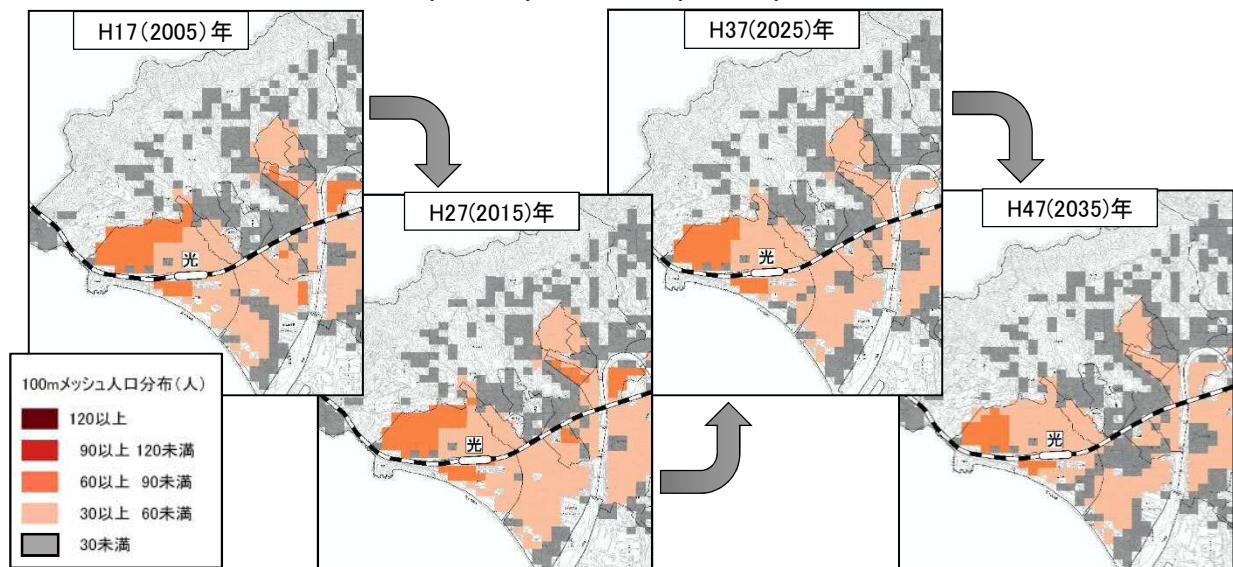 H17(2005)年
H37(2025)年
H27(2015)年
H47(2035)年
光
光
光
光
100mメッシュ人口分布(人)
120以上
90以上 120未満
60以上 90未満
30以上 60未満
30未満